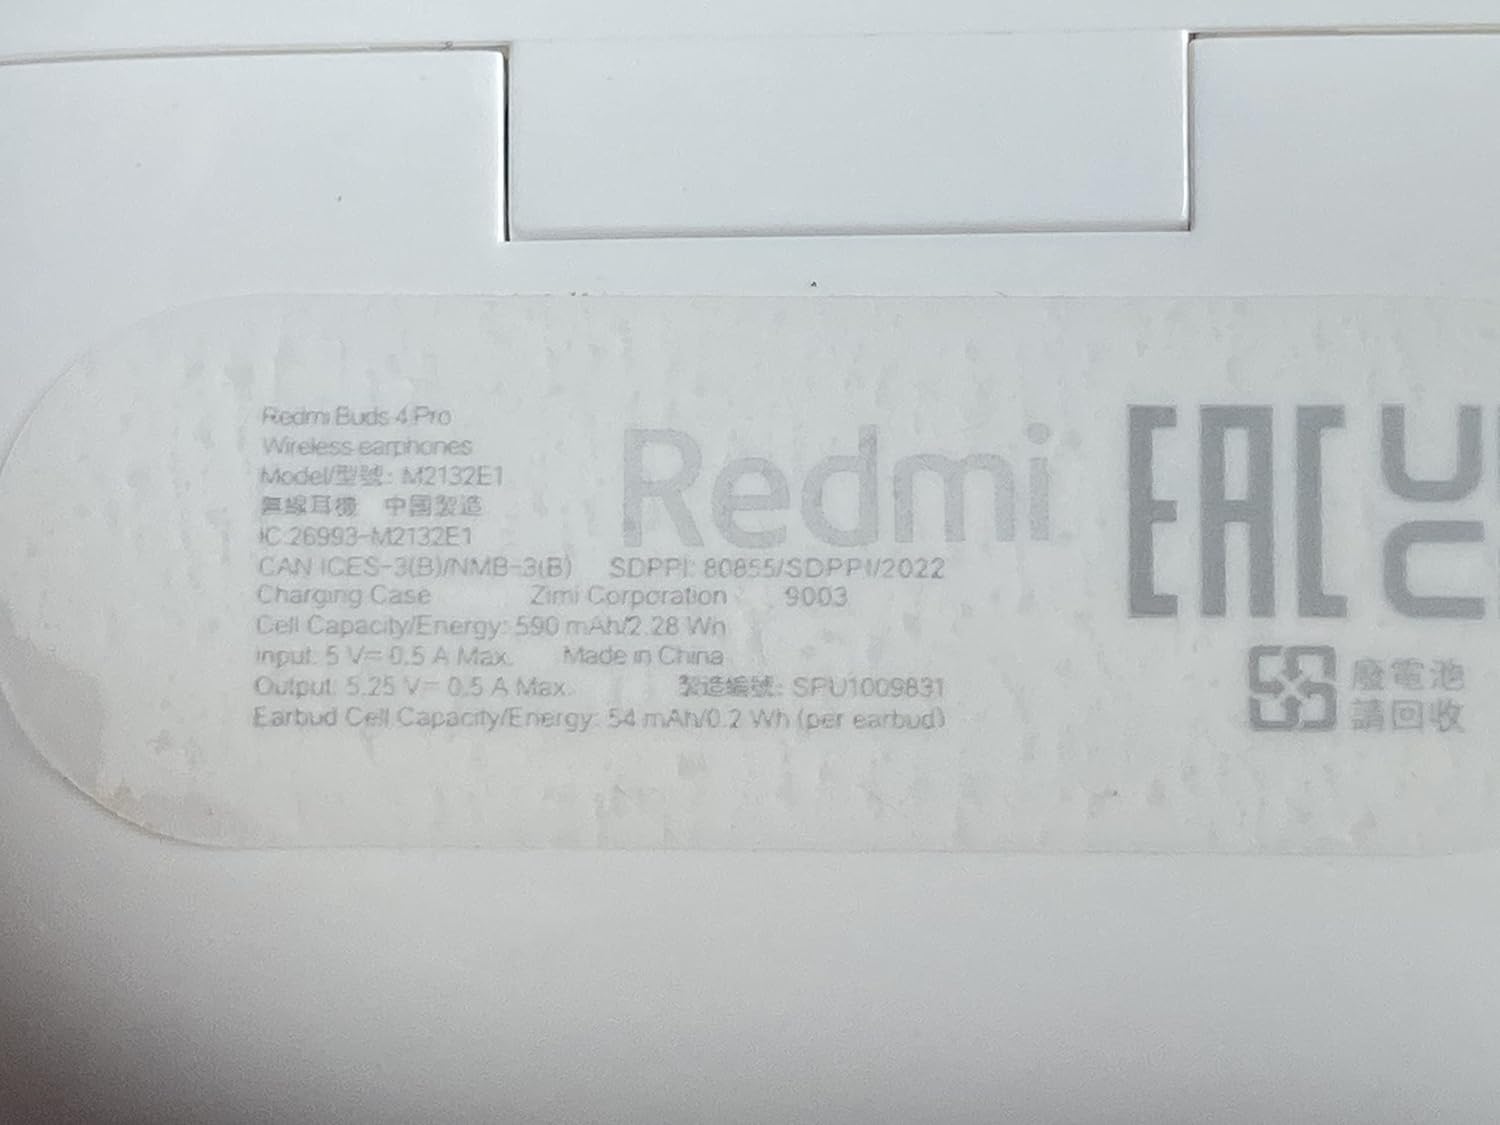 Redmi Buds 4 Pro
Wireless earphones
Model/型號: M2132E1
無線耳機 中國製造
IC:26993-M2132E1
CAN ICES-3(B)/NMB-3(B) SDPPI: 80855/SDPPI/2022
Charging Case Zimi Corporation 9003
Cell Capacity/Energy: 590 mAh/2.28 Wh
Input: 5 V⎓0.5 A Max. Made in China
Output: 5.25 V⎓0.5 A Max. 製造編號: SPU1009831
Earbud Cell Capacity/Energy: 54 mAh/0.2 Wh (per earbud)
Redmi
EAC
廢電池
請回收